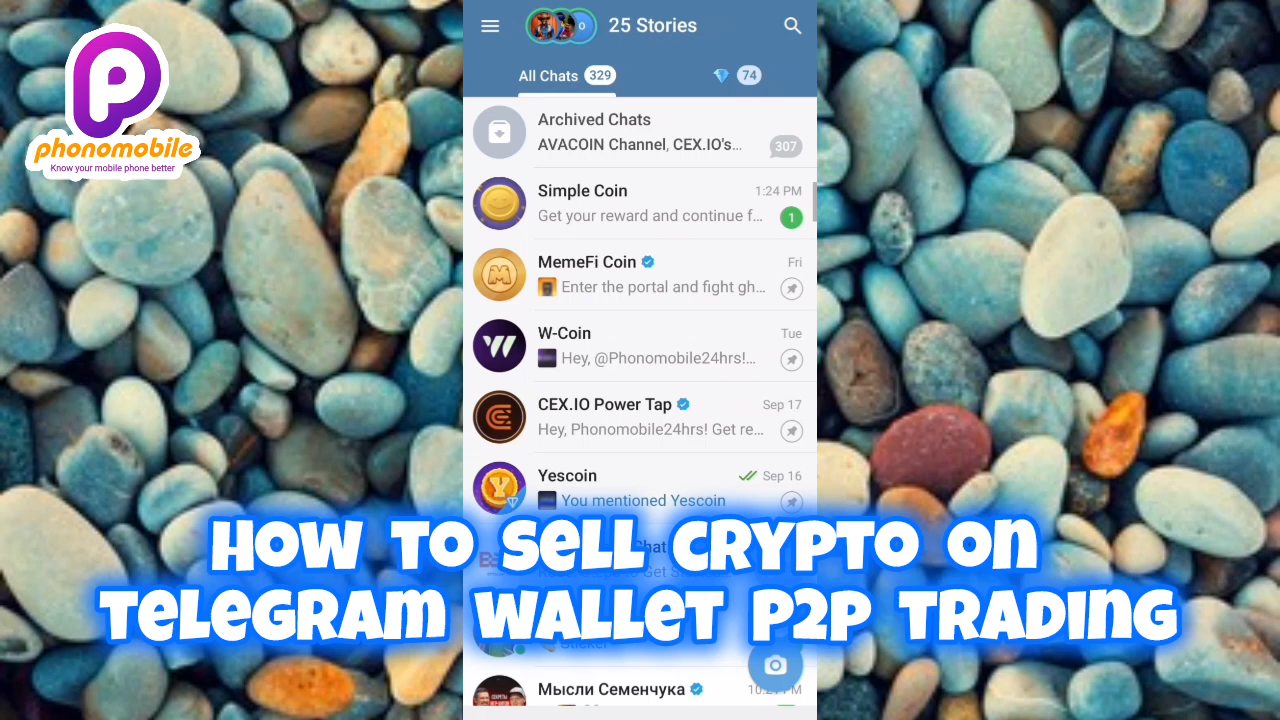 P
phonomobile
Know your mobile phone better
25 Stories
All Chats 329
74
Archived Chats
AVACOIN Channel, CEX.IO's...
307
Simple Coin
1:24 PM
Get your reward and continue f...
1
MemeFi Coin
Fri
Enter the portal and fight gh...
W-Coin
Tue
Hey, @Phonomobile24hrs!...
CEX.IO Power Tap
Sep 17
Hey, Phonomobile24hrs! Get re...
Yescoin
Sep 16
You mentioned Yescoin
HOW TO SELL CRYPTO ON
TELEGRAM WALLET P2P TRADING
Sticker
Мысли Семенчука